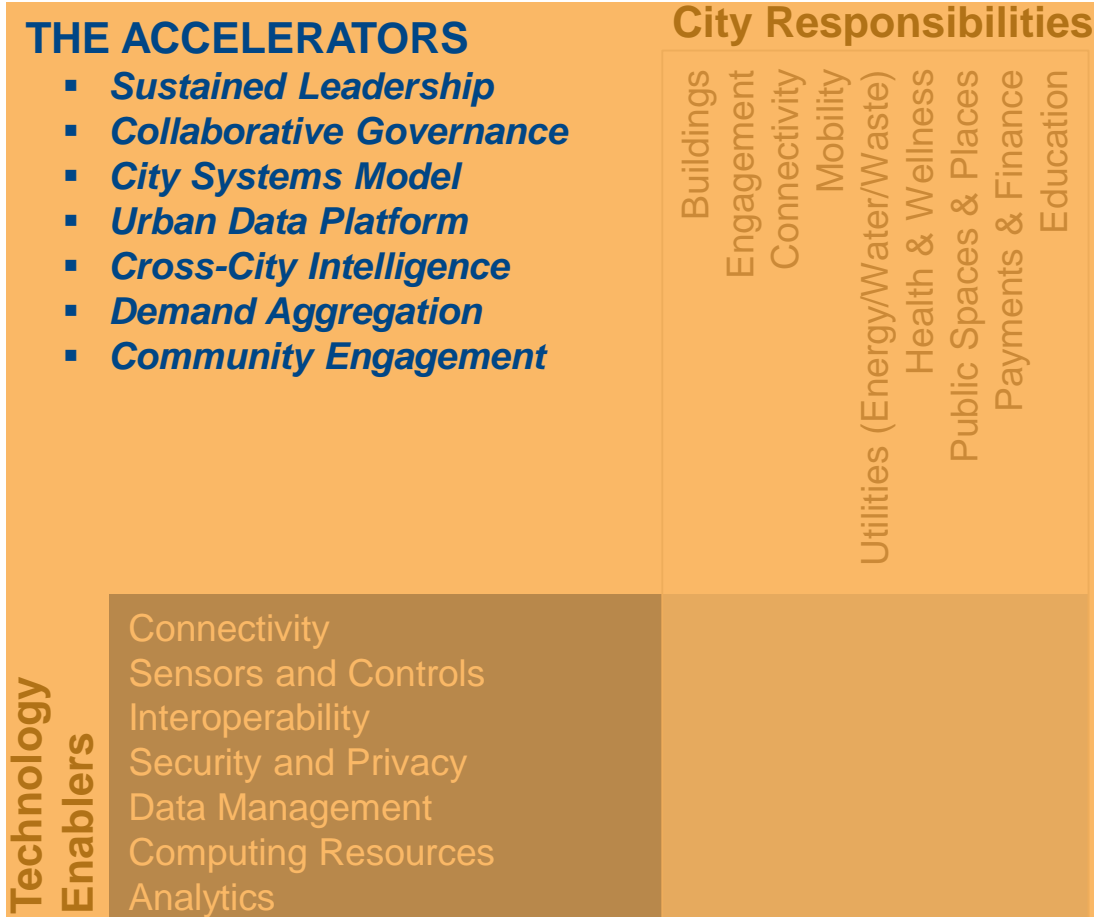 THE ACCELERATORS
▪ Sustained Leadership
▪ Collaborative Governance
▪ City Systems Model
▪ Urban Data Platform
▪ Cross-City Intelligence
▪ Demand Aggregation
▪ Community Engagement
City Responsibilities
Buildings
Engagement
Connectivity
Mobility
Utilities (Energy/Water/Waste)
Health & Wellness
Public Spaces & Places
Payments & Finance
Education
Technology
Enablers
Connectivity
Sensors and Controls
Interoperability
Security and Privacy
Data Management
Computing Resources
Analytics